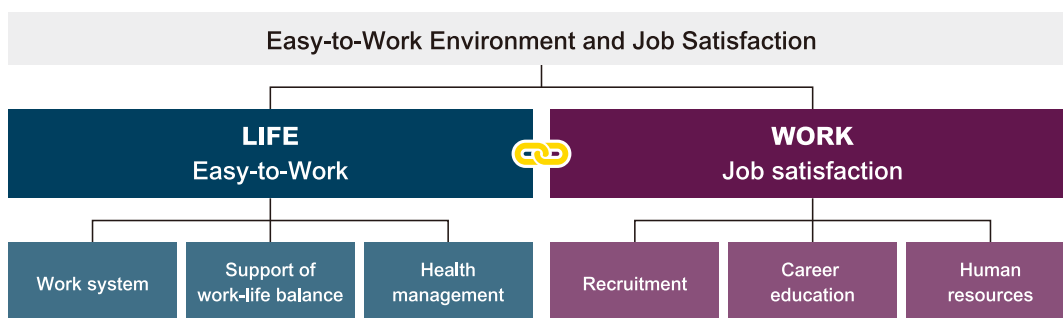 Easy-to-Work Environment and Job Satisfaction
LIFE
Easy-to-Work
WORK
Job satisfaction
Work system
Support of
work-life balance
Health
management
Recruitment
Career
education
Human
resources